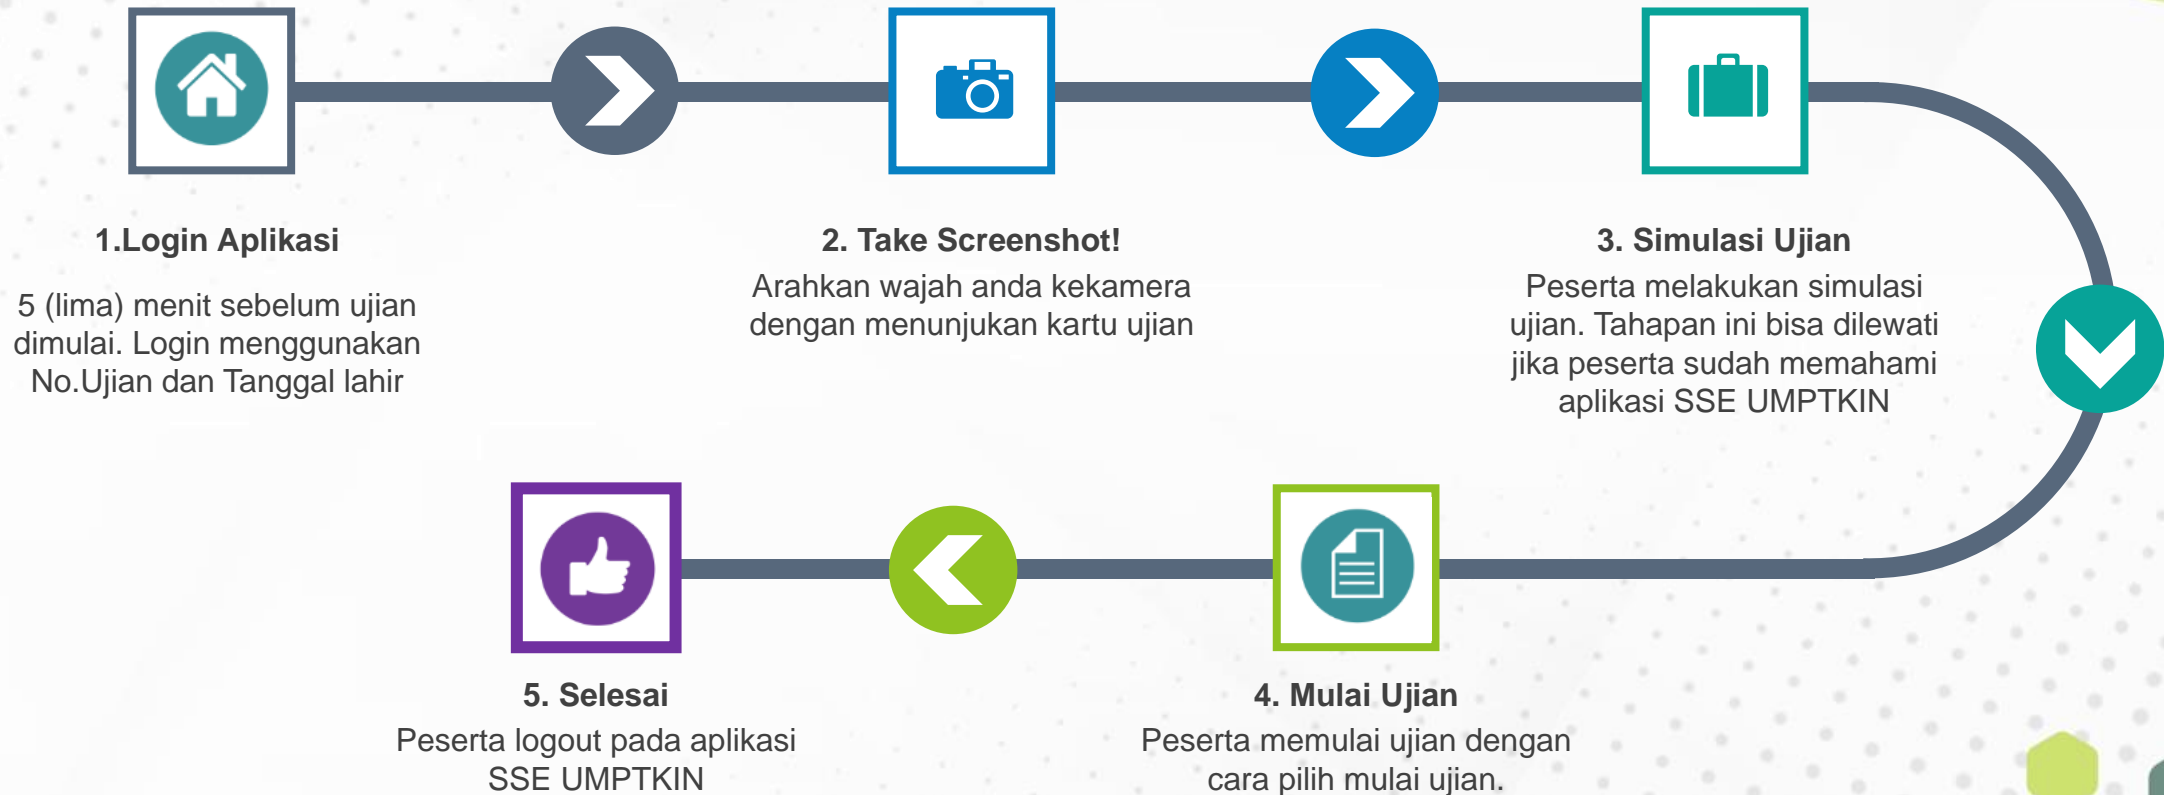 1.Login Aplikasi
5 (lima) menit sebelum ujian
dimulai. Login menggunakan
No.Ujian dan Tanggal lahir
2. Take Screenshot!
Arahkan wajah anda kekamera
dengan menunjukan kartu ujian
3. Simulasi Ujian
Peserta melakukan simulasi
ujian. Tahapan ini bisa dilewati
jika peserta sudah memahami
aplikasi SSE UMPTKIN
4. Mulai Ujian
Peserta memulai ujian dengan
cara pilih mulai ujian.
5. Selesai
Peserta logout pada aplikasi
SSE UMPTKIN